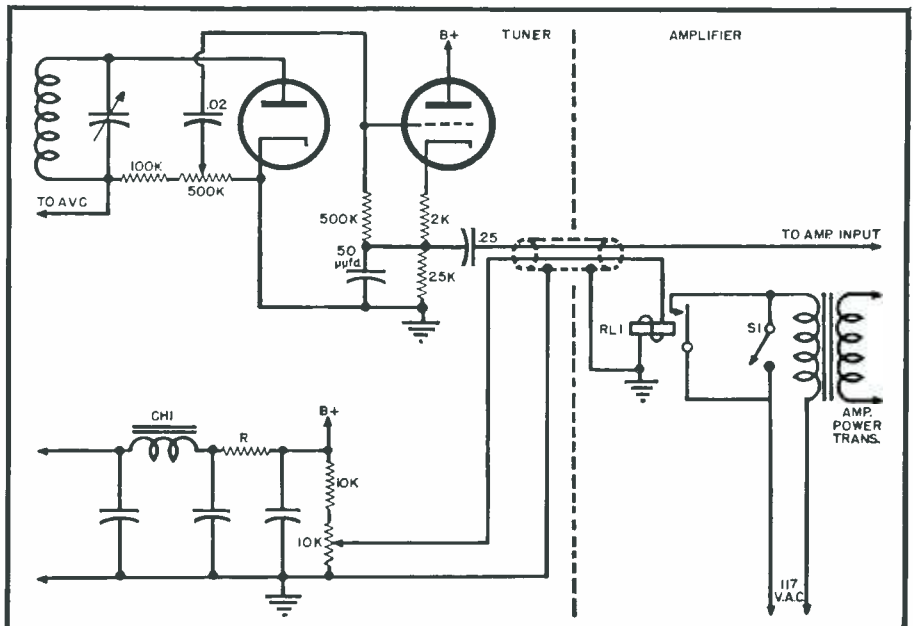 B+
TUNER
AMPLIFIER
.02
100K
500K
TO AVC
500K
2K
.25
50
µµfd.
25K
TO AMP. INPUT
RL1
S1
AMP.
POWER
TRANS.
CH1
R
B+
10K
10K
117
V.A.C.